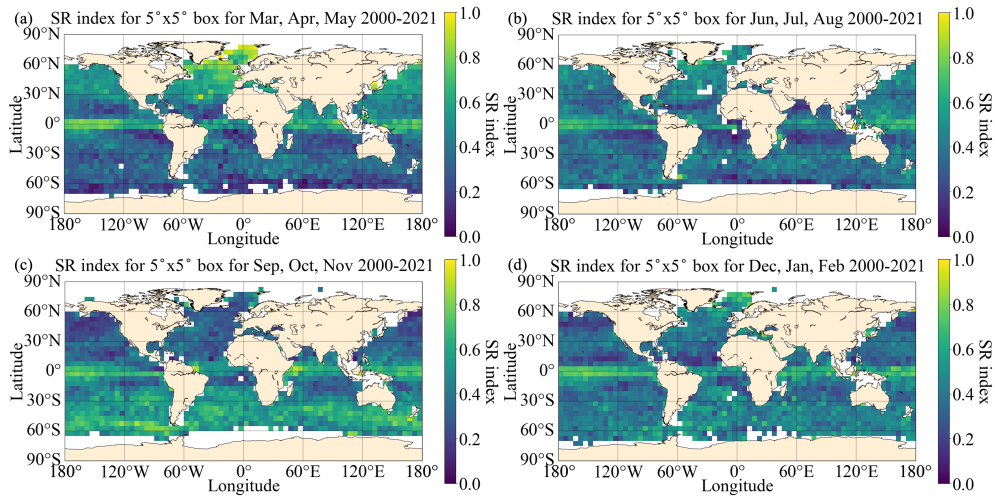 (a) SR index for 5°x5° box for Mar, Apr, May 2000-2021
90°N
60°N
30°N
0°
30°S
60°S
90°S
Latitude
180° 120°W 60°W 0° 60°E 120°E 180°
Longitude
1.0
0.8
0.6
0.4
0.2
0.0
SR index
(b) SR index for 5°x5° box for Jun, Jul, Aug 2000-2021
90°N
60°N
30°N
0°
30°S
60°S
90°S
Latitude
180° 120°W 60°W 0° 60°E 120°E 180°
Longitude
1.0
0.8
0.6
0.4
0.2
0.0
SR index
(c) SR index for 5°x5° box for Sep, Oct, Nov 2000-2021
90°N
60°N
30°N
0°
30°S
60°S
90°S
Latitude
180° 120°W 60°W 0° 60°E 120°E 180°
Longitude
1.0
0.8
0.6
0.4
0.2
0.0
SR index
(d) SR index for 5°x5° box for Dec, Jan, Feb 2000-2021
90°N
60°N
30°N
0°
30°S
60°S
90°S
Latitude
180° 120°W 60°W 0° 60°E 120°E 180°
Longitude
1.0
0.8
0.6
0.4
0.2
0.0
SR index